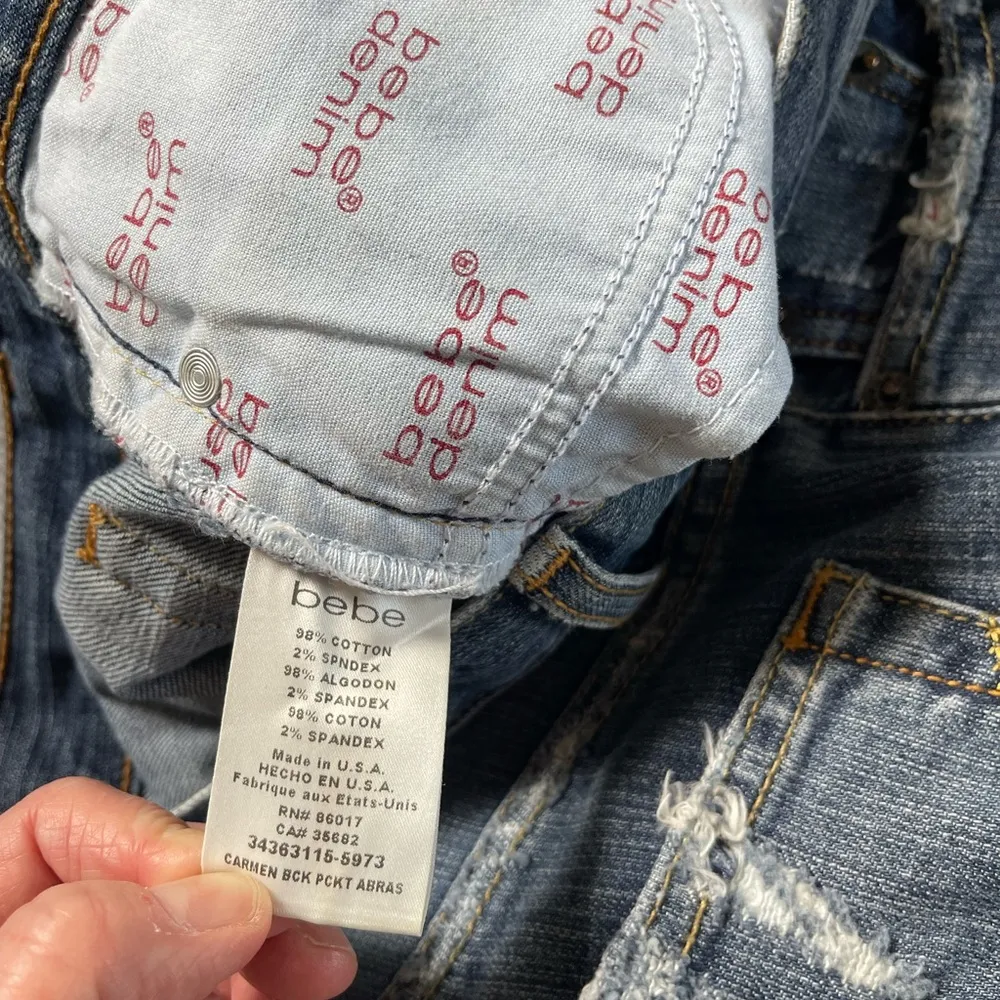 bebe
denim
bebe®
denim
bebe
denim
bebe®
denim
bebe®
denim
bebe®
denim
bebe
98% COTTON
2% SPNDEX
98% ALGODON
2% SPANDEX
98% COTON
2% SPANDEX
Made in U.S.A.
HECHO EN U.S.A.
Fabrique aux Etats-Unis
RN# 86017
CA# 35682
34363115-5973
CARMEN BCK PCKT ABRAS